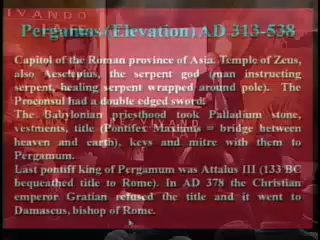 IVANDO
Pergamas (Elevation) AD 313-538
Capitol of the Roman province of Asia. Temple of Zeus,
also Aesclepius, the serpent god (man instructing
serpent, healing serpent wrapped around pole). The
Proconsul had a double edged sword.
The Babylonian priesthood took Palladium stone,
vestments, title (Pontifex Maximus = bridge between
heaven and earth), keys and mitre with them to
Pergamum.
Last pontiff king of Pergamum was Attalus III (133 BC
bequeathed title to Rome). In AD 378 the Christian
emperor Gratian refused the title and it went to
Damascus, bishop of Rome.